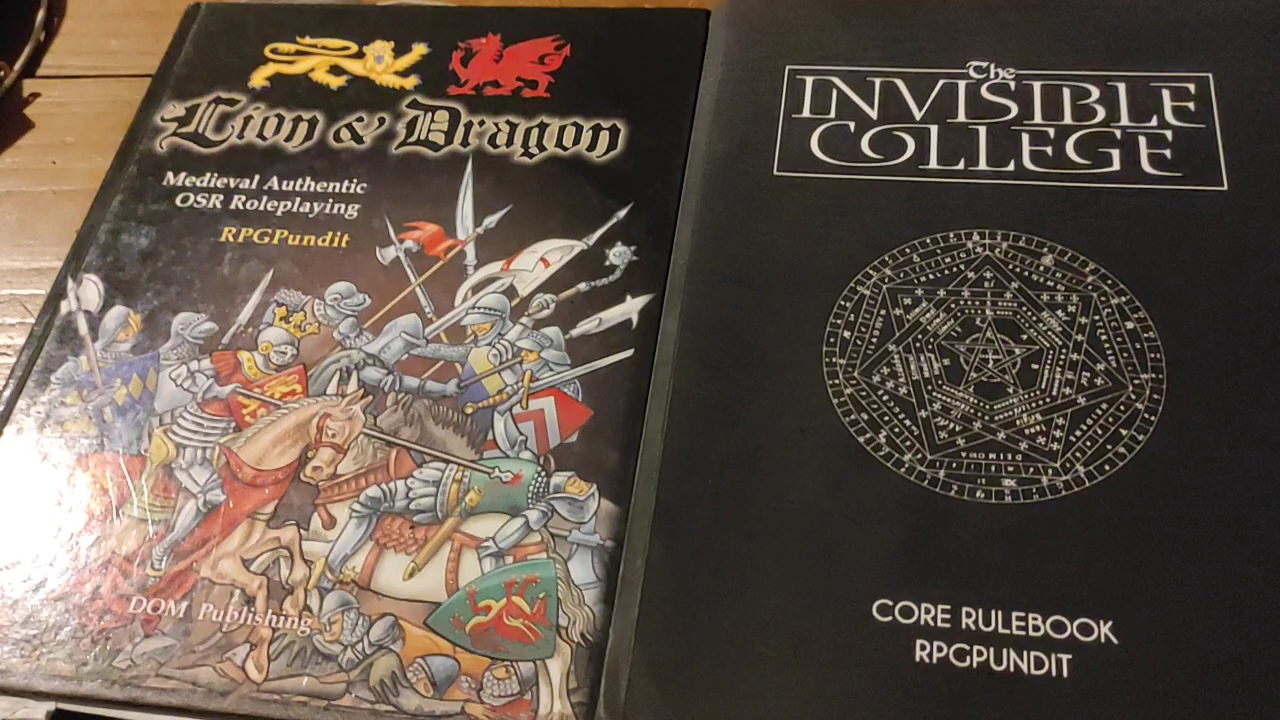 Lion & Dragon
Medieval Authentic
OSR Roleplaying
RPGPundit
DOM Publishing
The
INVISIBLE
COLLEGE
CORE RULEBOOK
RPGPUNDIT